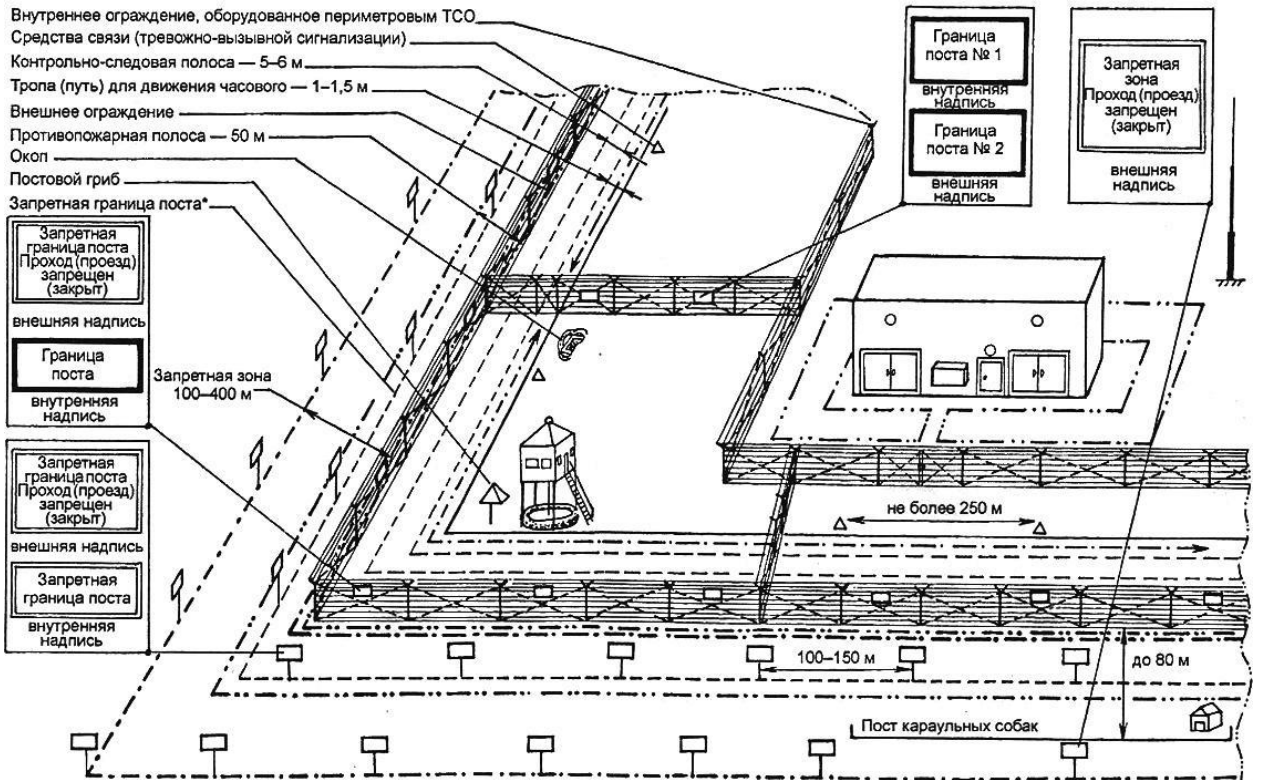 Внутреннее ограждение, оборудованное периметровым ТСО
Средства связи (тревожно-вызывной сигнализации)
Контрольно-следовая полоса — 5–6 м
Тропа (путь) для движения часового — 1–1,5 м
Внешнее ограждение
Противопожарная полоса — 50 м
Окоп
Постовой гриб
Запретная граница поста*
Запретная
граница поста
Проход (проезд)
запрещен
(закрыт)
внешняя надпись
Граница
поста
внутренняя
надпись
Запретная зона
100–400 м
Запретная
граница поста
Проход (проезд)
запрещен
(закрыт)
внешняя надпись
Запретная
граница поста
внутренняя
надпись
Граница
поста № 1
внутренняя
надпись
Граница
поста № 2
внешняя
надпись
Запретная
зона
Проход (проезд)
запрещен
(закрыт)
внешняя
надпись
не более 250 м
100–150 м
до 80 м
Пост караульных собак